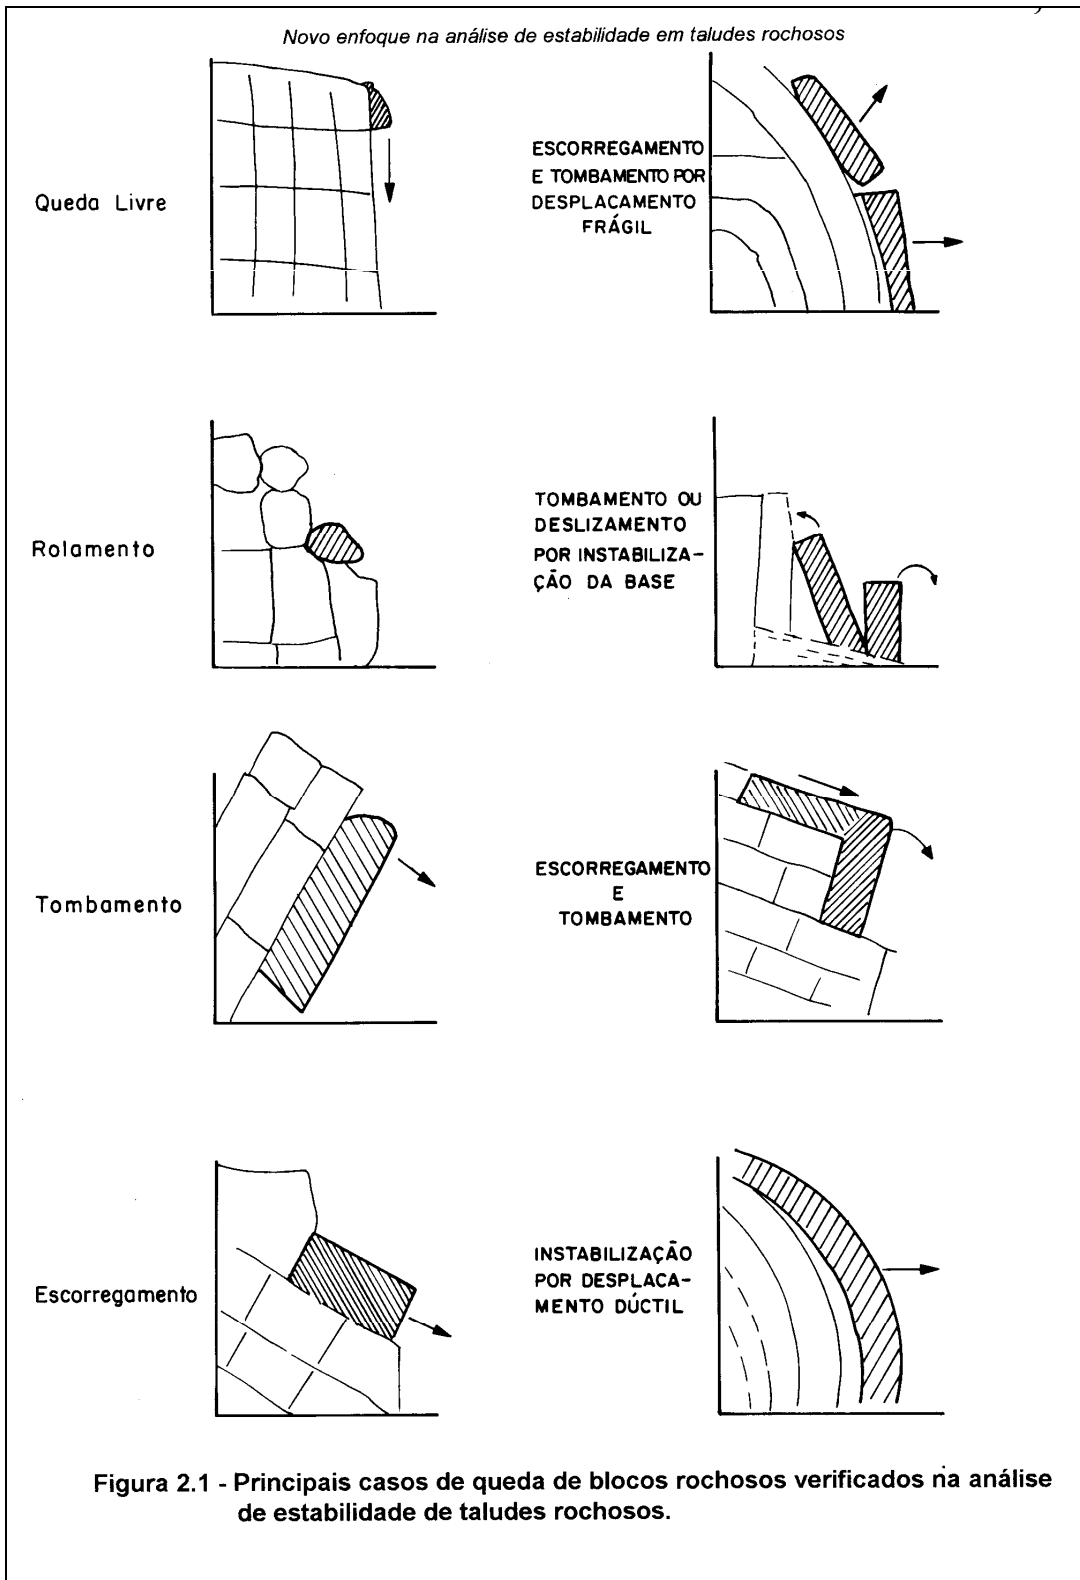 Novo enfoque na análise de estabilidade em taludes rochosos
Queda Livre
ESCORREGAMENTO
E TOMBAMENTO POR
DESPLACAMENTO
FRÁGIL
Rolamento
TOMBAMENTO OU
DESLIZAMENTO
POR INSTABILIZA-
ÇÃO DA BASE
Tombamento
ESCORREGAMENTO
E
TOMBAMENTO
Escorregamento
INSTABILIZAÇÃO
POR DESPLACA-
MENTO DÚCTIL
Figura 2.1 - Principais casos de queda de blocos rochosos verificados na análise
de estabilidade de taludes rochosos.